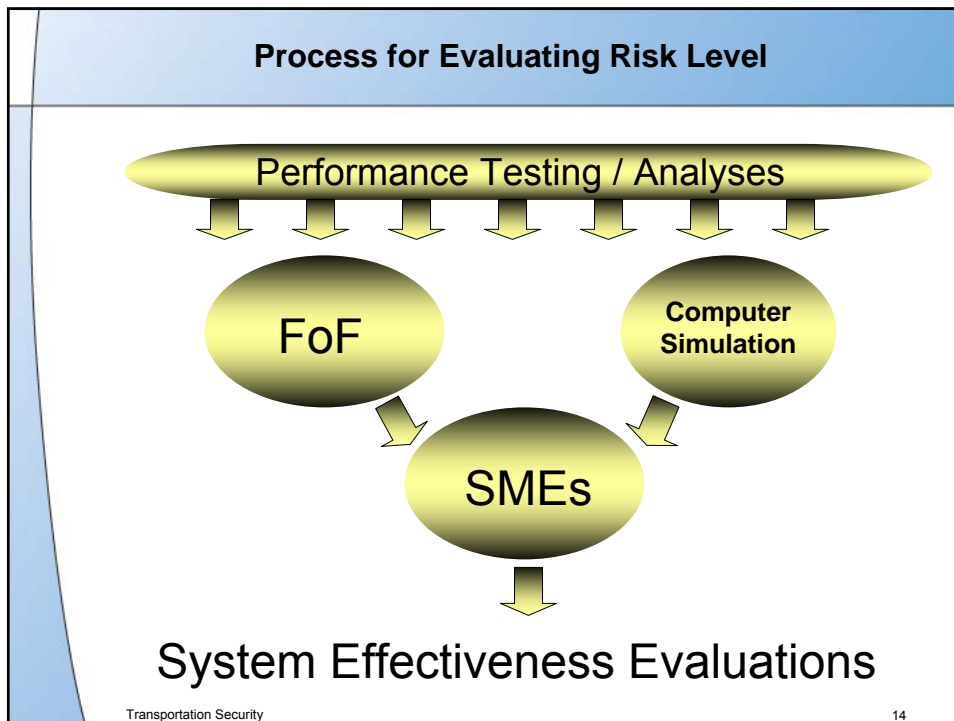 Process for Evaluating Risk Level
Performance Testing / Analyses
FoF
Computer
Simulation
SMEs
System Effectiveness Evaluations
Transportation Security
14